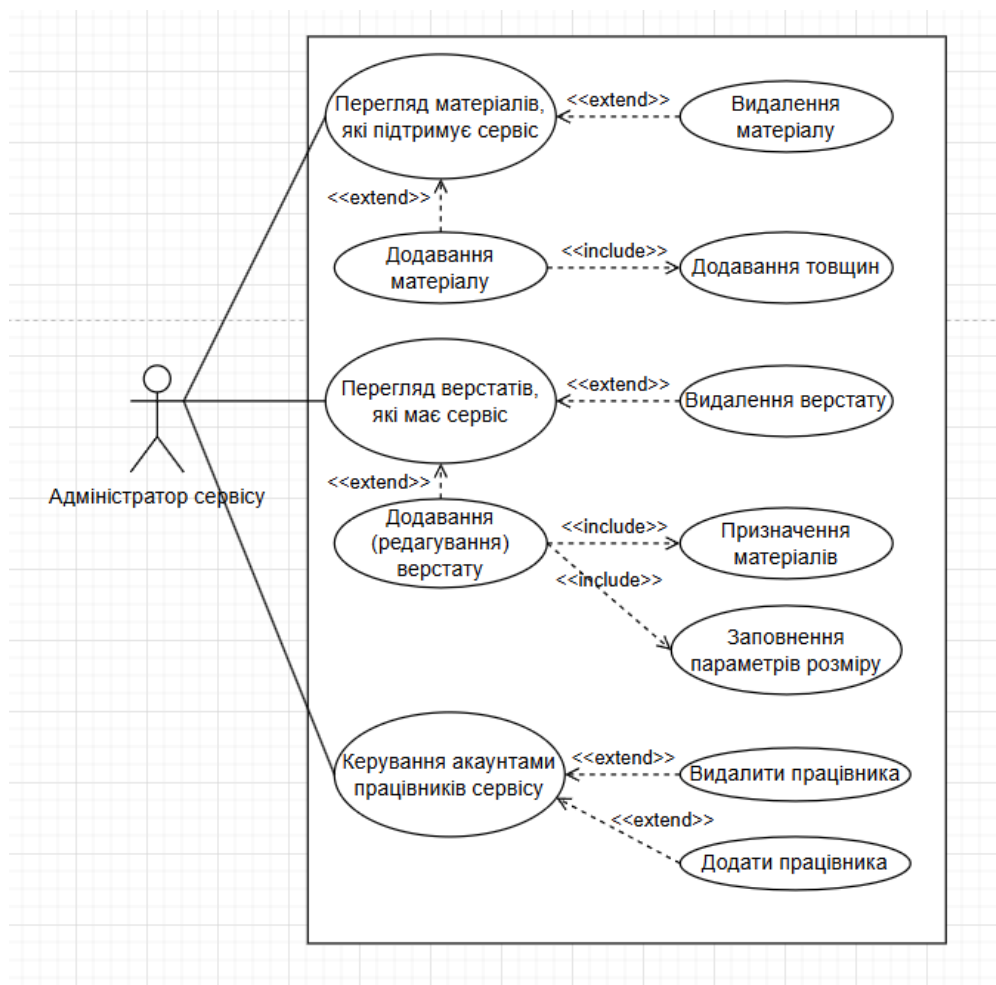 Перегляд матеріалів,
які підтримує сервіс
<<extend>>
Видалення
матеріалу
<<extend>>
Додавання
матеріалу
<<include>>
Додавання товщин
Перегляд верстатів,
які має сервіс
<<extend>>
Видалення верстату
Адміністратор сервісу
<<extend>>
Додавання
(редагування)
верстату
<<include>>
Призначення
матеріалів
<<include>>
Заповнення
параметрів розміру
Керування акаунтами
працівників сервісу
<<extend>>
Видалити працівника
<<extend>>
Додати працівника